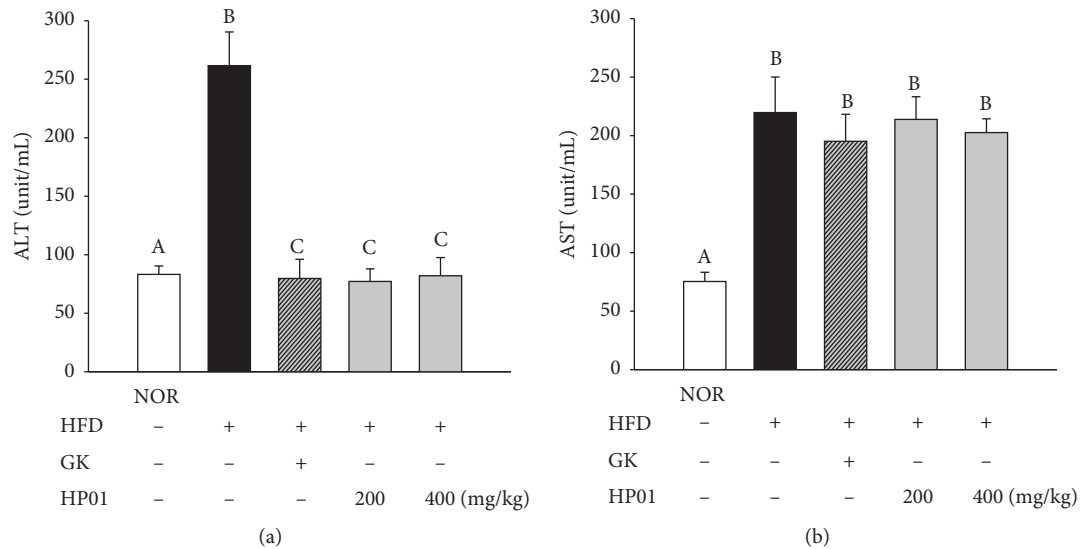 300
250
200
150
100
50
0
ALT (unit/mL)
A
B
C
C
C
NOR
HFD – + + + +
GK – – + – –
HP01 – – – 200 400 (mg/kg)
(a)
300
250
200
150
100
50
0
AST (unit/mL)
A
B
B
B
B
NOR
HFD – + + + +
GK – – + – –
HP01 – – – 200 400 (mg/kg)
(b)